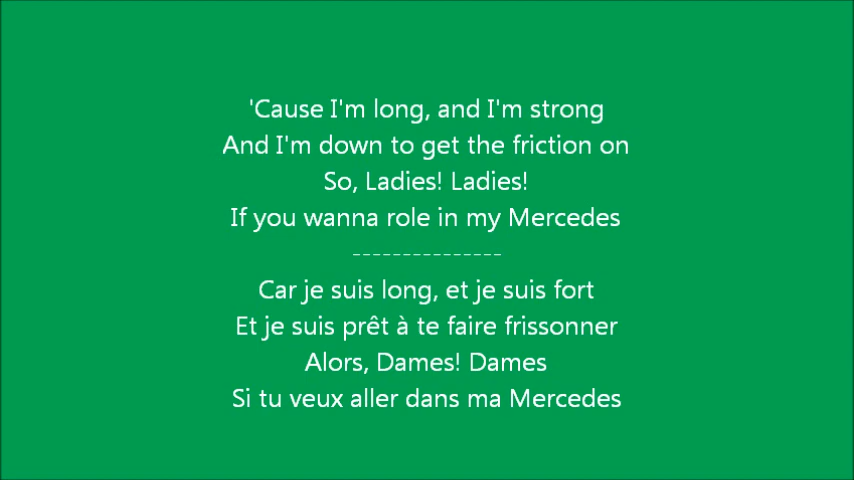 'Cause I'm long, and I'm strong
And I'm down to get the friction on
So, Ladies! Ladies!
If you wanna role in my Mercedes
---------------
Car je suis long, et je suis fort
Et je suis prêt à te faire frissonner
Alors, Dames! Dames
Si tu veux aller dans ma Mercedes